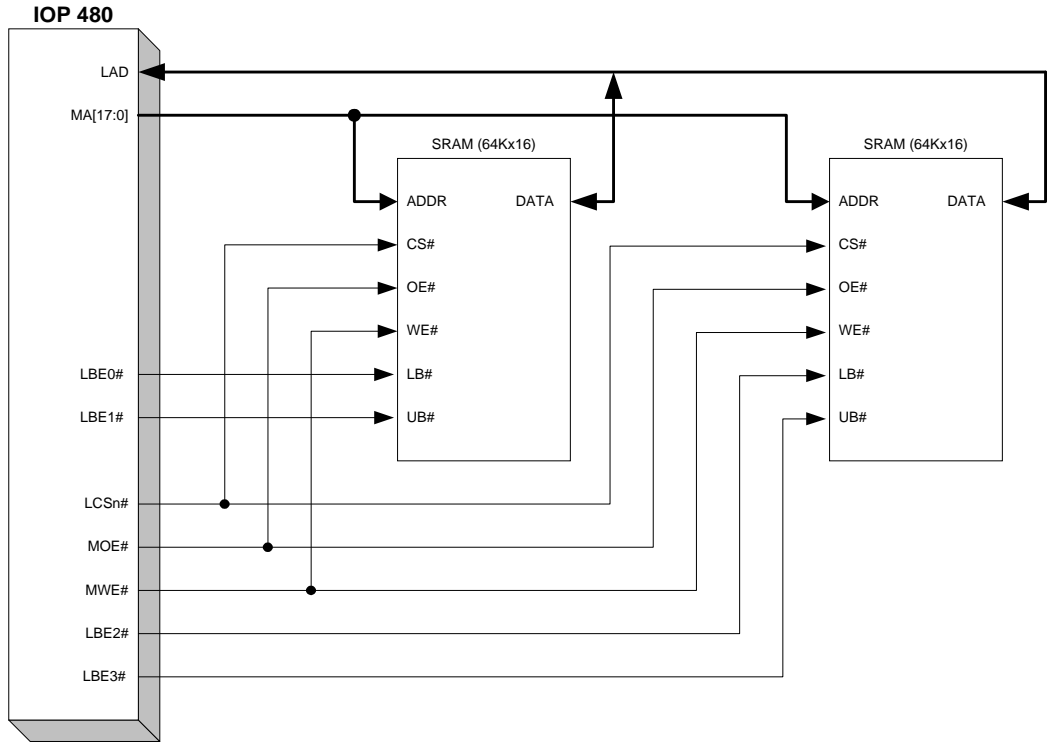 IOP 480
LAD
MA[17:0]
LBE0#
LBE1#
LCSn#
MOE#
MWE#
LBE2#
LBE3#
SRAM (64Kx16)
ADDR DATA
CS#
OE#
WE#
LB#
UB#
SRAM (64Kx16)
ADDR DATA
CS#
OE#
WE#
LB#
UB#